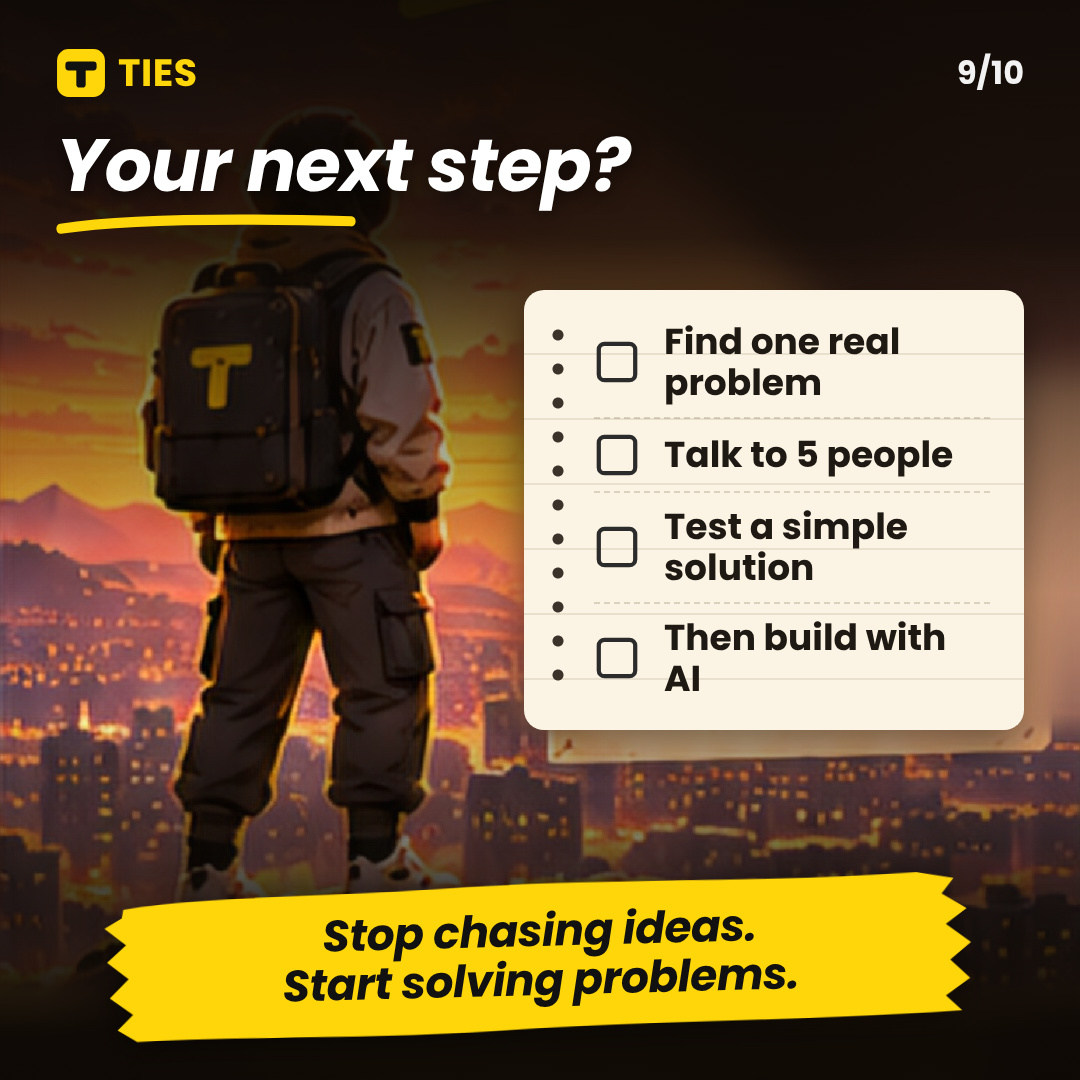 T TIES
9/10
Your next step?
T
Find one real
problem
Talk to 5 people
Test a simple
solution
Then build with
AI
Stop chasing ideas.
Start solving problems.